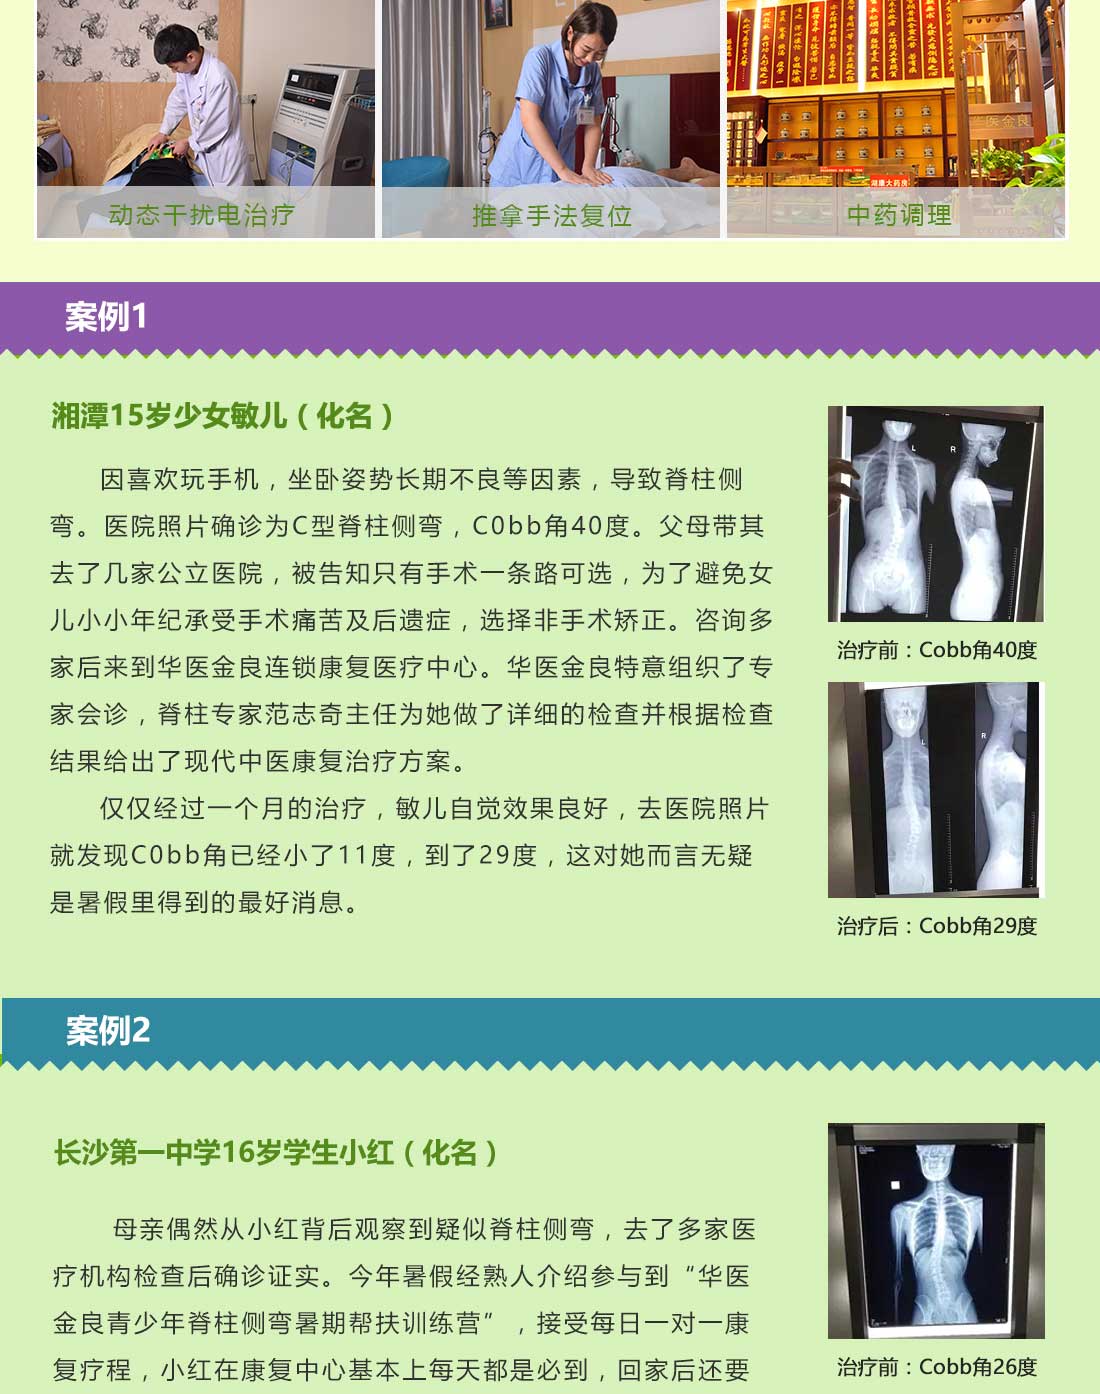 动态干扰电治疗
推拿手法复位
湖康大药房
华医金良
中药调理
案例1
湘潭15岁少女敏儿（化名）
因喜欢玩手机，坐卧姿势长期不良等因素，导致脊柱侧
弯。医院照片确诊为C型脊柱侧弯，C0bb角40度。父母带其
去了几家公立医院，被告知只有手术一条路可选，为了避免女
儿小小年纪承受手术痛苦及后遗症，选择非手术矫正。咨询多
家后来到华医金良连锁康复医疗中心。华医金良特意组织了专
家会诊，脊柱专家范志奇主任为她做了详细的检查并根据检查
结果给出了现代中医康复治疗方案。
仅仅经过一个月的治疗，敏儿自觉效果良好，去医院照片
就发现C0bb角已经小了11度，到了29度，这对她而言无疑
是暑假里得到的最好消息。
L
R
治疗前：Cobb角40度
L
R
治疗后：Cobb角29度
案例2
长沙第一中学16岁学生小红（化名）
母亲偶然从小红背后观察到疑似脊柱侧弯，去了多家医
疗机构检查后确诊证实。今年暑假经熟人介绍参与到“华医
金良青少年脊柱侧弯暑期帮扶训练营”，接受每日一对一康
复疗程，小红在康复中心基本上每天都是必到，回家后还要
治疗前：Cobb角26度